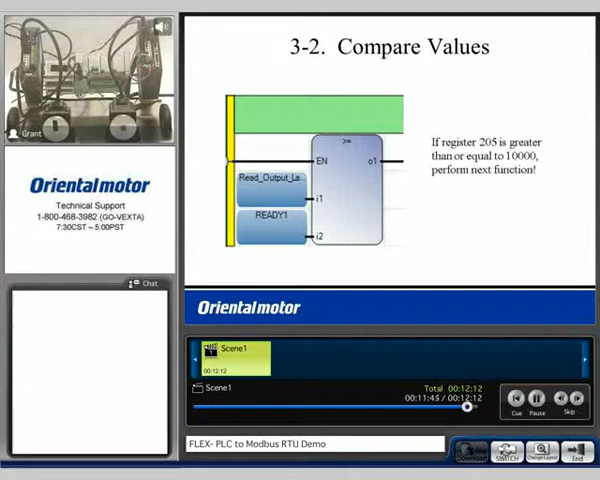 Grant
Orientalmotor
Technical Support
1-800-468-3982 (GO-VEXTA)
7:30CST – 5:00PST
Chat
3-2. Compare Values
>=
EN
o1
Read_Output_La...
i1
READY1
i2
If register 205 is greater
than or equal to 10000,
perform next function!
Orientalmotor
Scene1
00:12:12
Scene1
Total 00:12:12
00:11:45 / 00:12:12
Cue
Pause
Skip
FLEX- PLC to Modbus RTU Demo
Download
SWITCH
Change Layout
End